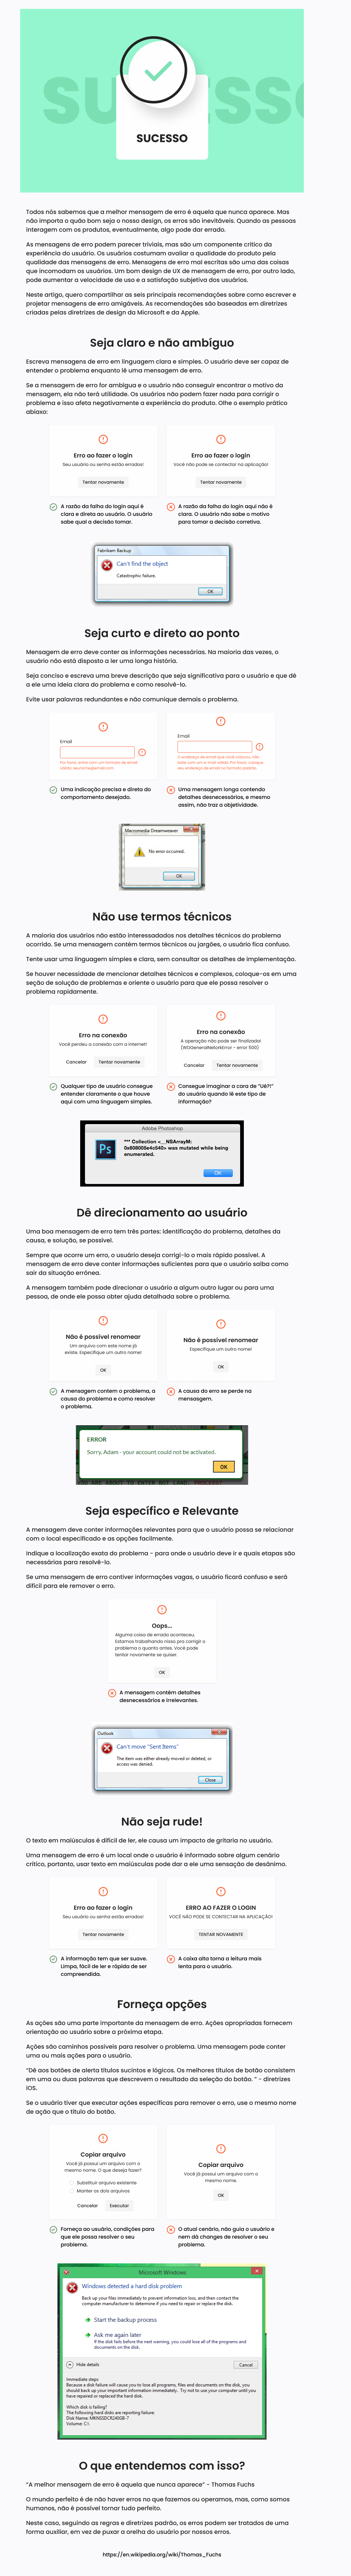 SUCESSO
SUCESSO
Todos nós sabemos que a melhor mensagem de erro é aquela que nunca aparece. Mas
não importa o quão bom seja o nosso design, os erros são inevitáveis. Quando as pessoas
interagem com os produtos, eventualmente, algo pode dar errado.
As mensagens de erro podem parecer triviais, mas são um componente crítico da
experiência do usuário. Os usuários costumam avaliar a qualidade do produto pela
qualidade das mensagens de erro. Mensagens de erro mal escritas são uma das coisas
que incomodam os usuários. Um bom design de UX de mensagem de erro, por outro lado,
pode aumentar a velocidade de uso e a satisfação subjetiva dos usuários.
Neste artigo, quero compartilhar as seis principais recomendações sobre como escrever e
projetar mensagens de erro amigáveis. As recomendações são baseadas em diretrizes
criadas pelas diretrizes de design da Microsoft e da Apple.
Seja claro e não ambíguo
Escreva mensagens de erro em linguagem clara e simples. O usuário deve ser capaz de
entender o problema enquanto lê uma mensagem de erro.
Se a mensagem de erro for ambígua e o usuário não conseguir encontrar o motivo da
mensagem, ela não terá utilidade. Os usuários não podem fazer nada para corrigir o
problema e isso afeta negativamente a experiência do produto. Olhe o exemplo prático
abiaxo:
Erro ao fazer o login
Seu usuário ou senha estão errados!
Tentar novamente
Erro ao fazer o login
Você não pode se contectar na aplicação!
Tentar novamente
A razão da falha do login aqui é
clara e direta ao usuário. O usuário
sabe qual a decisão tomar.
A razão da falha do login aqui não é
clara. O usuário não sabe o motivo
para tomar a decisão corretiva.
Fabrikam Backup
Can't find the object
Catastrophic failure.
OK
Seja curto e direto ao ponto
Mensagem de erro deve conter as informações necessárias. Na maioria das vezes, o
usuário não está disposto a ler uma longa história.
Seja conciso e escreva uma breve descrição que seja significativa para o usuário e que dê
a ele uma ideia clara do problema e como resolvê-lo.
Evite usar palavras redundantes e não comunique demais o problema.
Email
Por favor, entre com um formato de email
válido: seunome@email.com
Email
O endereço de email que você colocou, não
bate com um e-mail válido. Por favor, coloque
seu endereço de email no formato padrão.
Uma indicação precisa e direta do
comportamento desejado.
Uma mensagem longa contendo
detalhes desnecessários, e mesmo
assim, não traz a objetividade.
Macromedia Dreamweaver
No error occurred.
OK
Não use termos técnicos
A maioria dos usuários não estão interessadados nos detalhes técnicos do problema
ocorrido. Se uma mensagem contém termos técnicos ou jargões, o usuário fica confuso.
Tente usar uma linguagem simples e clara, sem consultar os detalhes de implementação.
Se houver necessidade de mencionar detalhes técnicos e complexos, coloque-os em uma
seção de solução de problemas e oriente o usuário para que ele possa resolver o
problema rapidamente.
Erro na conexão
Você perdeu a conexão com a internet!
Cancelar
Tentar novamente
Erro na conexão
A operação não pode ser finalizada!
Cancelar
Tentar novamente
Qualquer tipo de usuário consegue
entender claramente o que houve
aqui com uma linguagem simples.
Consegue imaginar a cara de "Ué?!"
do usuário quando lê este tipo de
informação?
Adobe Photoshop
*** Collection <__NSArrayM:
0x608005e4c540> was mutated while being
enumerated.
OK
Dê direcionamento ao usuário
Uma boa mensagem de erro tem três partes: identificação do problema, detalhes da
causa, e solução, se possível.
Sempre que ocorre um erro, o usuário deseja corrigí-lo o mais rápido possível. A
mensagem de erro deve conter informações suficientes para que o usuário saiba como
sair da situação errônea.
A mensagem também pode direcionar o usuário a algum outro lugar ou para uma
pessoa, de onde ele possa obter ajuda detalhada sobre o problema.
Não é possível renomear
Um arquivo com este nome já
existe. Especifique um outro nome!
OK
Não é possível renomear
Especifique um outro nome!
OK
A mensagem contem o problema, a
causa do problema e como resolver
o problema.
A causa do erro se perde na
mensasgem.
ERROR
Sorry, Adam - your account could not be activated.
OK
Seja específico e Relevante
A mensagem deve conter informações relevantes para que o usuário possa se relacionar
com o local especificado e as opções facilmente.
Indique a localização exata do problema - para onde o usuário deve ir e quais etapas são
necessárias para resolvê-lo.
Se uma mensagem de erro contiver informações vagas, o usuário ficará confuso e será
difícil para ele remover o erro.
Oops...
Alguma coisa de errado aconteceu.
Estamos trabalhando nisso pra corrigir o
problema o quanto antes. Você pode
tentar novamente se quiser.
OK
A mensagem contém detalhes
desnecessários e irrelevantes.
Outlook
Can't move "Sent Items"
The item was either already moved or deleted, or
access was denied.
Close
Não seja rude!
O texto em maiúsculas é difícil de ler, ele causa um impacto de gritaria no usuário.
Uma mensagem de erro é um local onde o usuário é informado sobre algum cenário
crítico, portanto, usar texto em maiúsculas pode dar a ele uma sensação de desânimo.
Erro ao fazer o login
Seu usuário ou senha estão errados!
Tentar novamente
ERRO AO FAZER O LOGIN
VOCÊ NÃO PODE SE CONTECTAR NA APLICAÇÃO!
TENTAR NOVAMENTE
A informação tem que ser suave.
Limpa, fácil de ler e rápida de ser
compreendido.
A caixa alta torna a leitura mais
lenta para o usuário.
Forneça opções
As ações são uma parte importante da mensagem de erro. Ações apropriadas fornecem
orientação ao usuário sobre a próxima etapa.
Ações são caminhos possíveis para resolver o problema. Uma mensagem pode conter
uma ou mais ações para o usuário.
"Dê aos botões de alerta títulos sucintos e lógicos. Os melhores títulos de botão consistem
em uma ou duas palavras que descrevem o resultado da seleção do botão. " - diretrizes
iOS.
Se o usuário tiver que executar ações específicas para remover o erro, use o mesmo nome
de ação que o título do botão.
Copiar arquivo
Você já possui um arquivo com o
mesmo nome. O que deseja fazer?
Substituir arquivo existente
Manter os dois arquivos
Cancelar
Executar
Copiar arquivo
Você já possui um arquivo com o
mesmo nome.
OK
Forneça ao usuário, condições para
que ele possa resolver o seu
problema.
O atual cenário, não guia o usuário e
nem dá changes de resolver o seu
problema.
Microsoft Windows
Windows detected a hard disk problem
Back up your files immediately to prevent information loss, and then contact the
computer manufacturer to determine if you need to repair or replace the disk.
Start the backup process
Ask me again later
If the disk fails before the next warning, you could lose all of the programs and
documents on the disk.
Hide details
Cancel
Immediate steps
Because a disk failure will cause you to lose all programs, files and documents on the disk, you
should back up your important information immediately. Try not to use your computer until you
have repaired or replaced the hard disk.
Which disk is failing?
The following hard disks are reporting failure:
Disk Name: MKNSSDCR240GB-7
Volume: C:\
O que entendemos com isso?
"A melhor mensagem de erro é aquela que nunca aparece" - Thomas Fuchs
O mundo prefeito é de não haver erros no que fazemos ou operamos, mas, como somos
humanos, não é possível tornar tudo perfeito.
Neste caso, seguindo as regras e diretrizes padrão, os erros podem ser tratados de uma
forma auxiliar, em vez de puxar a orelha do usuário por nossos erros.
https://en.wikipedia.org/wiki/Thomas_Fuchs